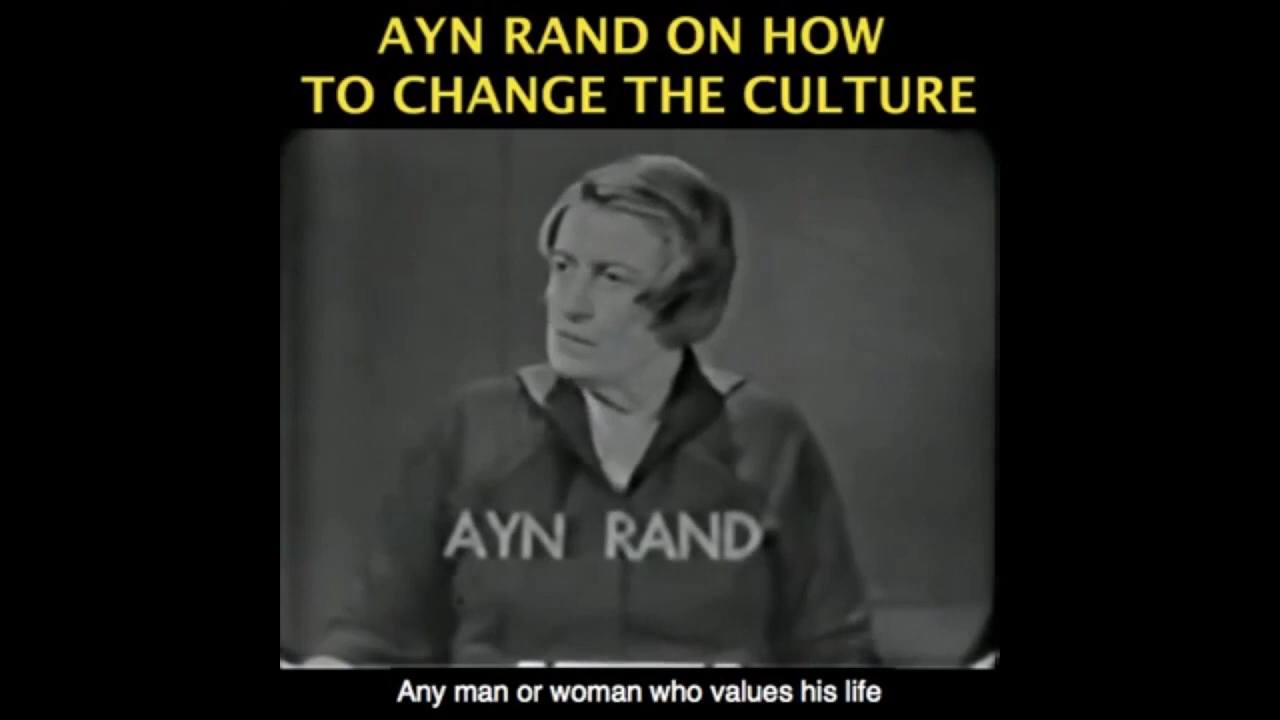 AYN RAND ON HOW
TO CHANGE THE CULTURE
AYN RAND
Any man or woman who values his life